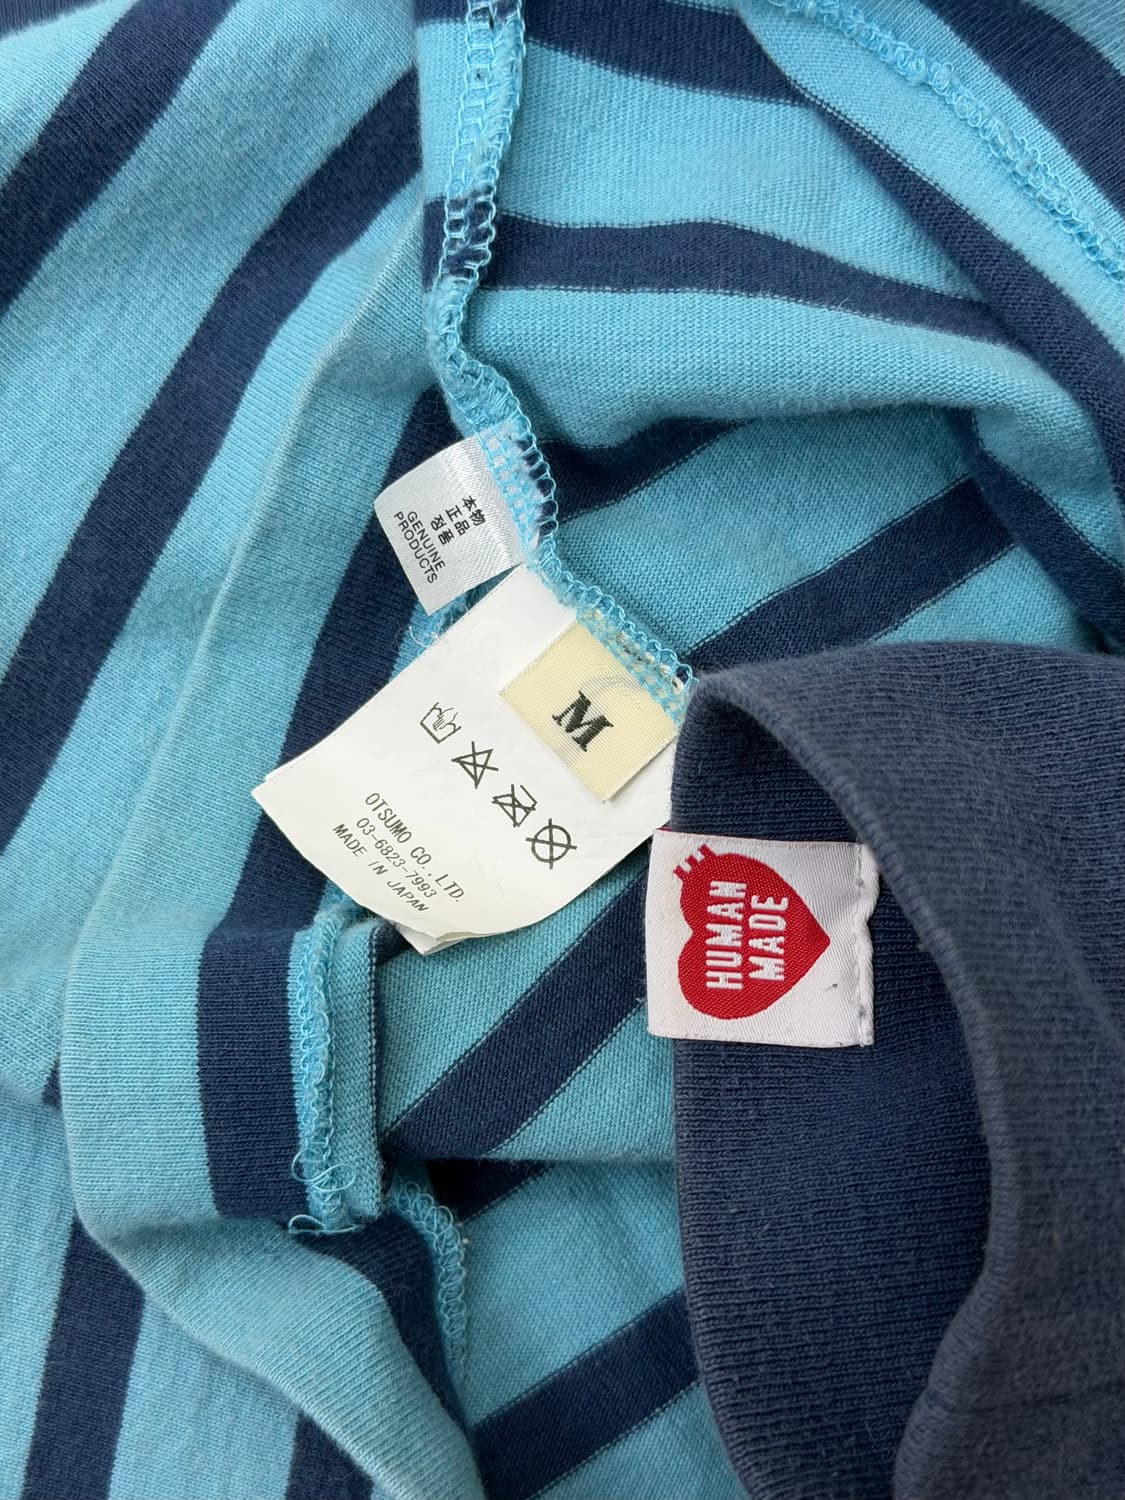 本物
正品
정품
GENUINE
PRODUCTS
M
OTSUMO CO., LTD.
03-6823-7993
MADE IN JAPAN
HUMAN
MADE